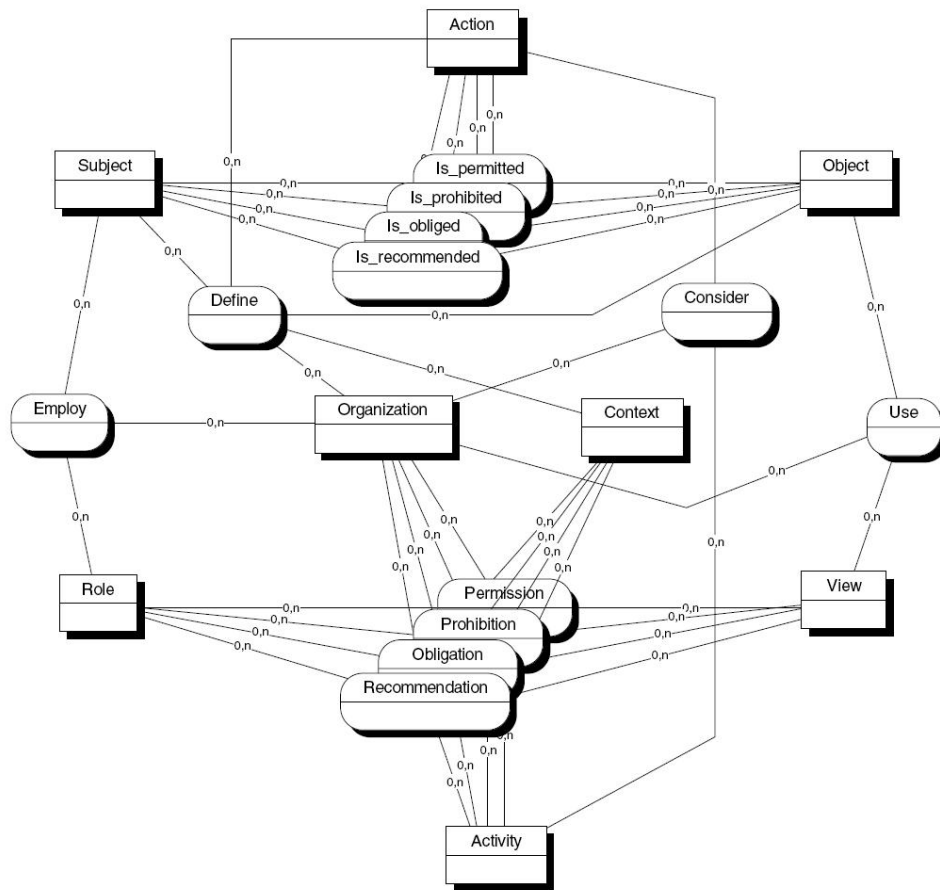 Action
0,n
0,n
0,n
0,n
0,n
Subject
Is_permitted
Object
0,n
0,n
0,n
Is_prohibited
0,n
0,n
0,n
0,n
Is_obliged
0,n
0,n
0,n
Is_recommended
0,n
0,n
Define
Consider
0,n
0,n
0,n
0,n
0,n
0,n
Employ
Organization
Context
Use
0,n
0,n
0,n
0,n
0,n
0,n
0,n
0,n
0,n
0,n
0,n
0,n
0,n
0,n
Role
Permission
View
0,n
0,n
0,n
0,n
Prohibition
0,n
0,n
0,n
Obligation
0,n
0,n
Recommendation
0,n
0,n
0,n
0,n
Activity